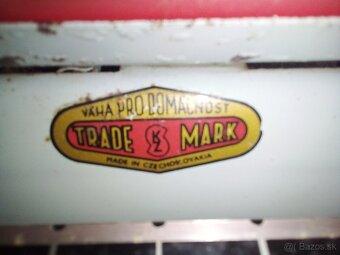 VÁHA PRO DOMÁCNOST
TRADE MARK
MADE IN CZECHOSLOVAKIA
Bazos.sk